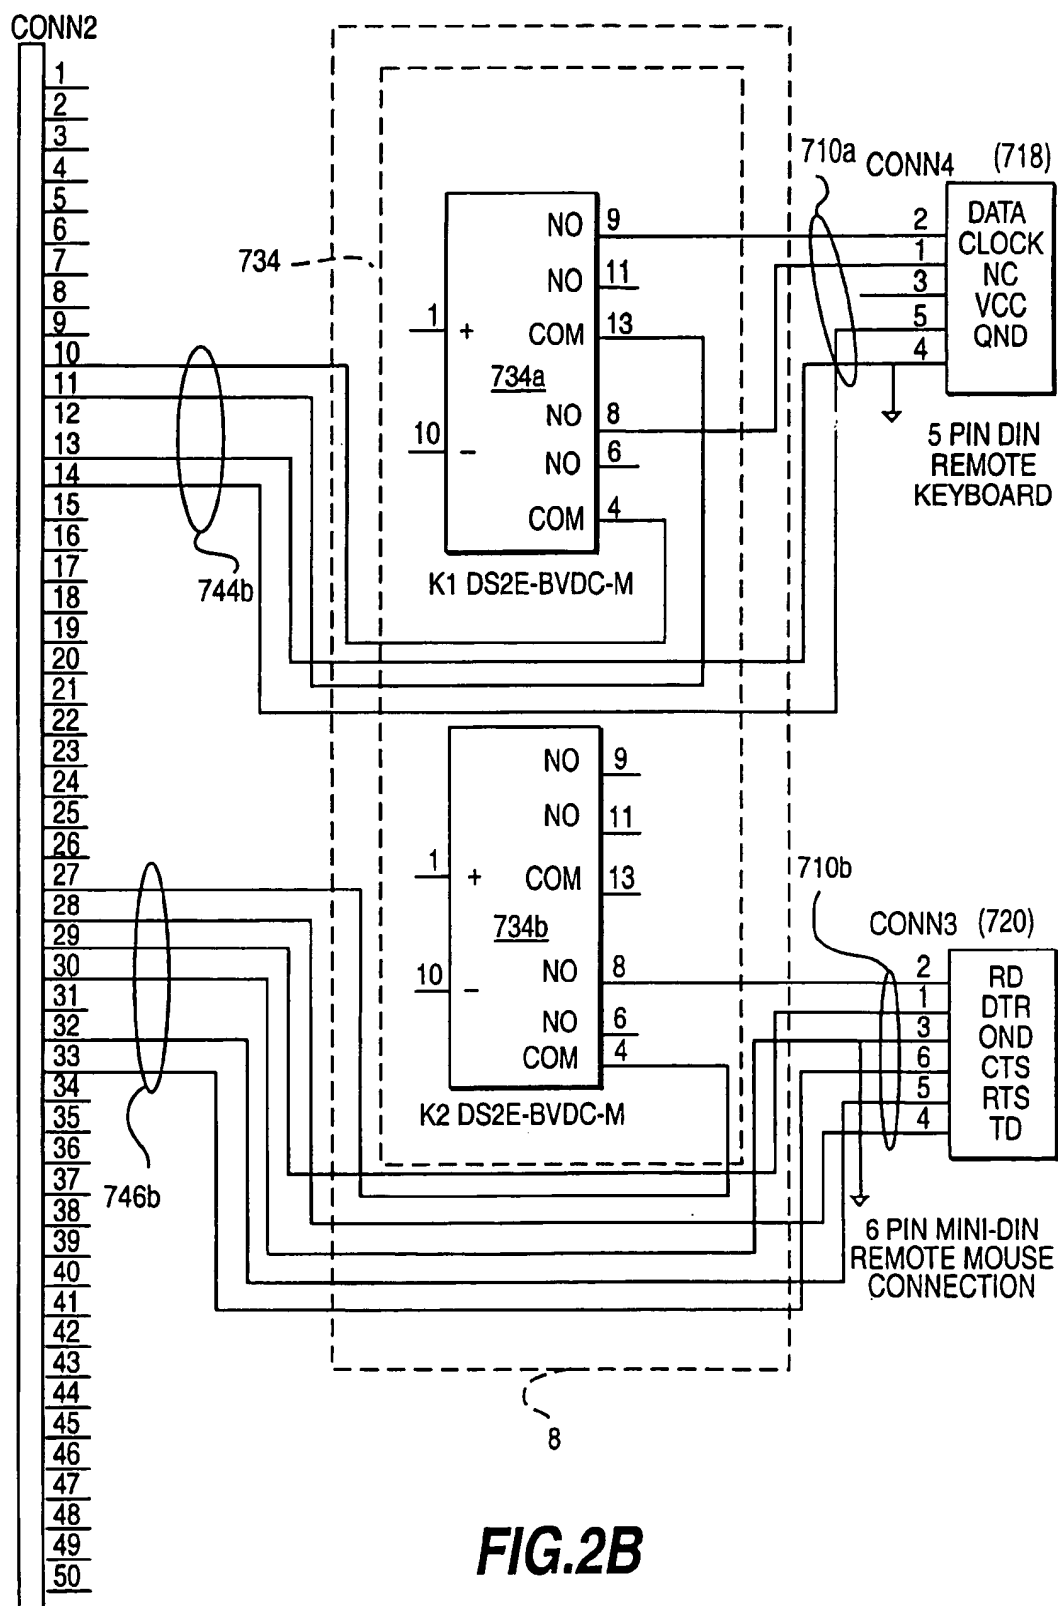 CONN2
1
2
3
4
5
6
7
8
9
10
11
12
13
14
15
16
17
18
19
20
21
22
23
24
25
26
27
28
29
30
31
32
33
34
35
36
37
38
39
40
41
42
43
44
45
46
47
48
49
50
744b
746b
734
NO 9
NO 11
1 +
COM 13
734a
NO 8
10 −
NO 6
COM 4
K1 DS2E-BVDC-M
NO 9
NO 11
1 +
COM 13
734b
NO 8
10 −
NO 6
COM 4
K2 DS2E-BVDC-M
8
710a
CONN4 (718)
2 DATA
1 CLOCK
3 NC
VCC
5 QND
4
5 PIN DIN
REMOTE
KEYBOARD
710b
CONN3 (720)
2 RD
1 DTR
3 OND
6 CTS
5 RTS
4 TD
6 PIN MINI-DIN
REMOTE MOUSE
CONNECTION
FIG.2B